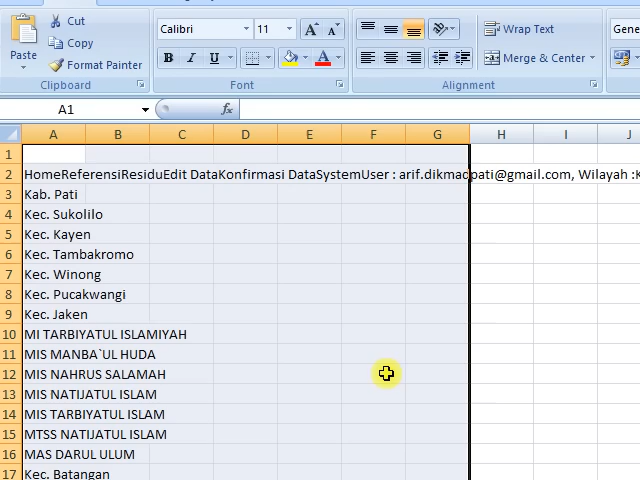 Cut
Copy
Format Painter
Paste
Clipboard
Calibri
11
A
A
B
I
U
A
Font
Wrap Text
Merge & Center
Alignment
Gene
A1
fx
A B C D E F G H I J
1
2 HomeReferensiResiduEdit DataKonfirmasi DataSystemUser : arif.dikmadpati@gmail.com, Wilayah :K
3 Kab. Pati
4 Kec. Sukolilo
5 Kec. Kayen
6 Kec. Tambakromo
7 Kec. Winong
8 Kec. Pucakwangi
9 Kec. Jaken
10 MI TARBIYATUL ISLAMIYAH
11 MIS MANBA`UL HUDA
12 MIS NAHRUS SALAMAH
13 MIS NATIJATUL ISLAM
14 MIS TARBIYATUL ISLAM
15 MTSS NATIJATUL ISLAM
16 MAS DARUL ULUM
17 Kec. Batangan